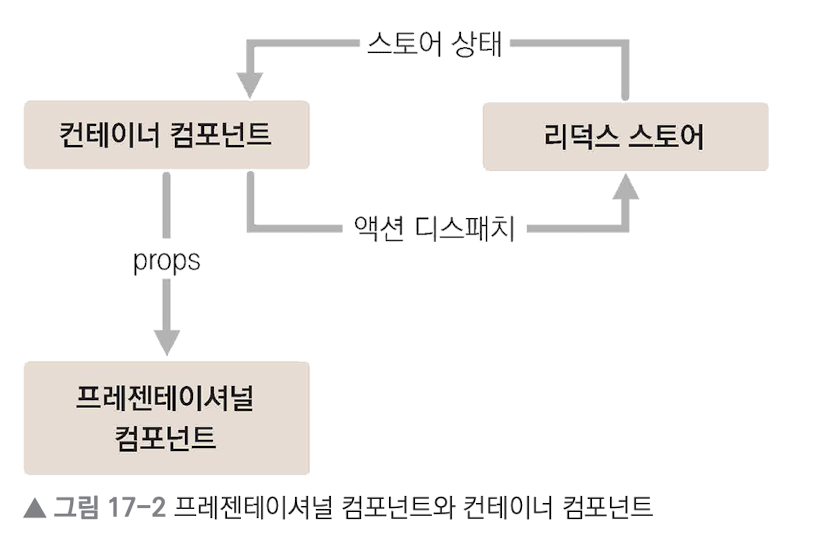 스토어 상태
컨테이너 컴포넌트
리덕스 스토어
액션 디스패치
props
프레젠테이셔널
컴포넌트
▲ 그림 17-2 프레젠테이셔널 컴포넌트와 컨테이너 컴포넌트